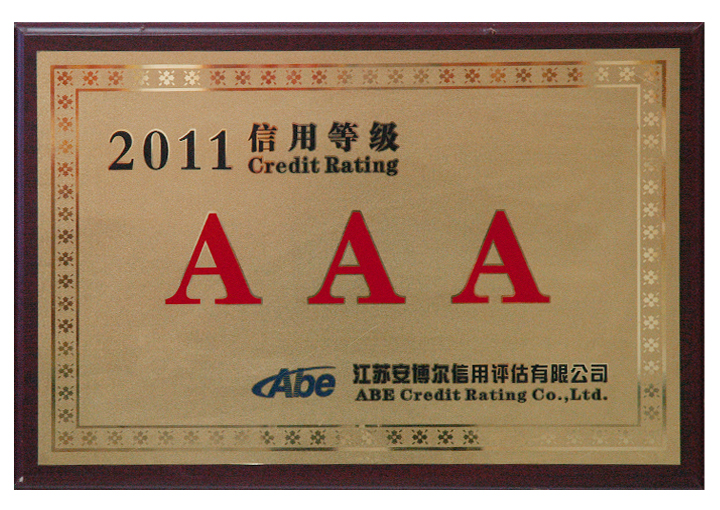 2011 信用等级
Credit Rating
AAA
Abe 江苏安博尔信用评估有限公司
ABE Credit Rating Co.,Ltd.